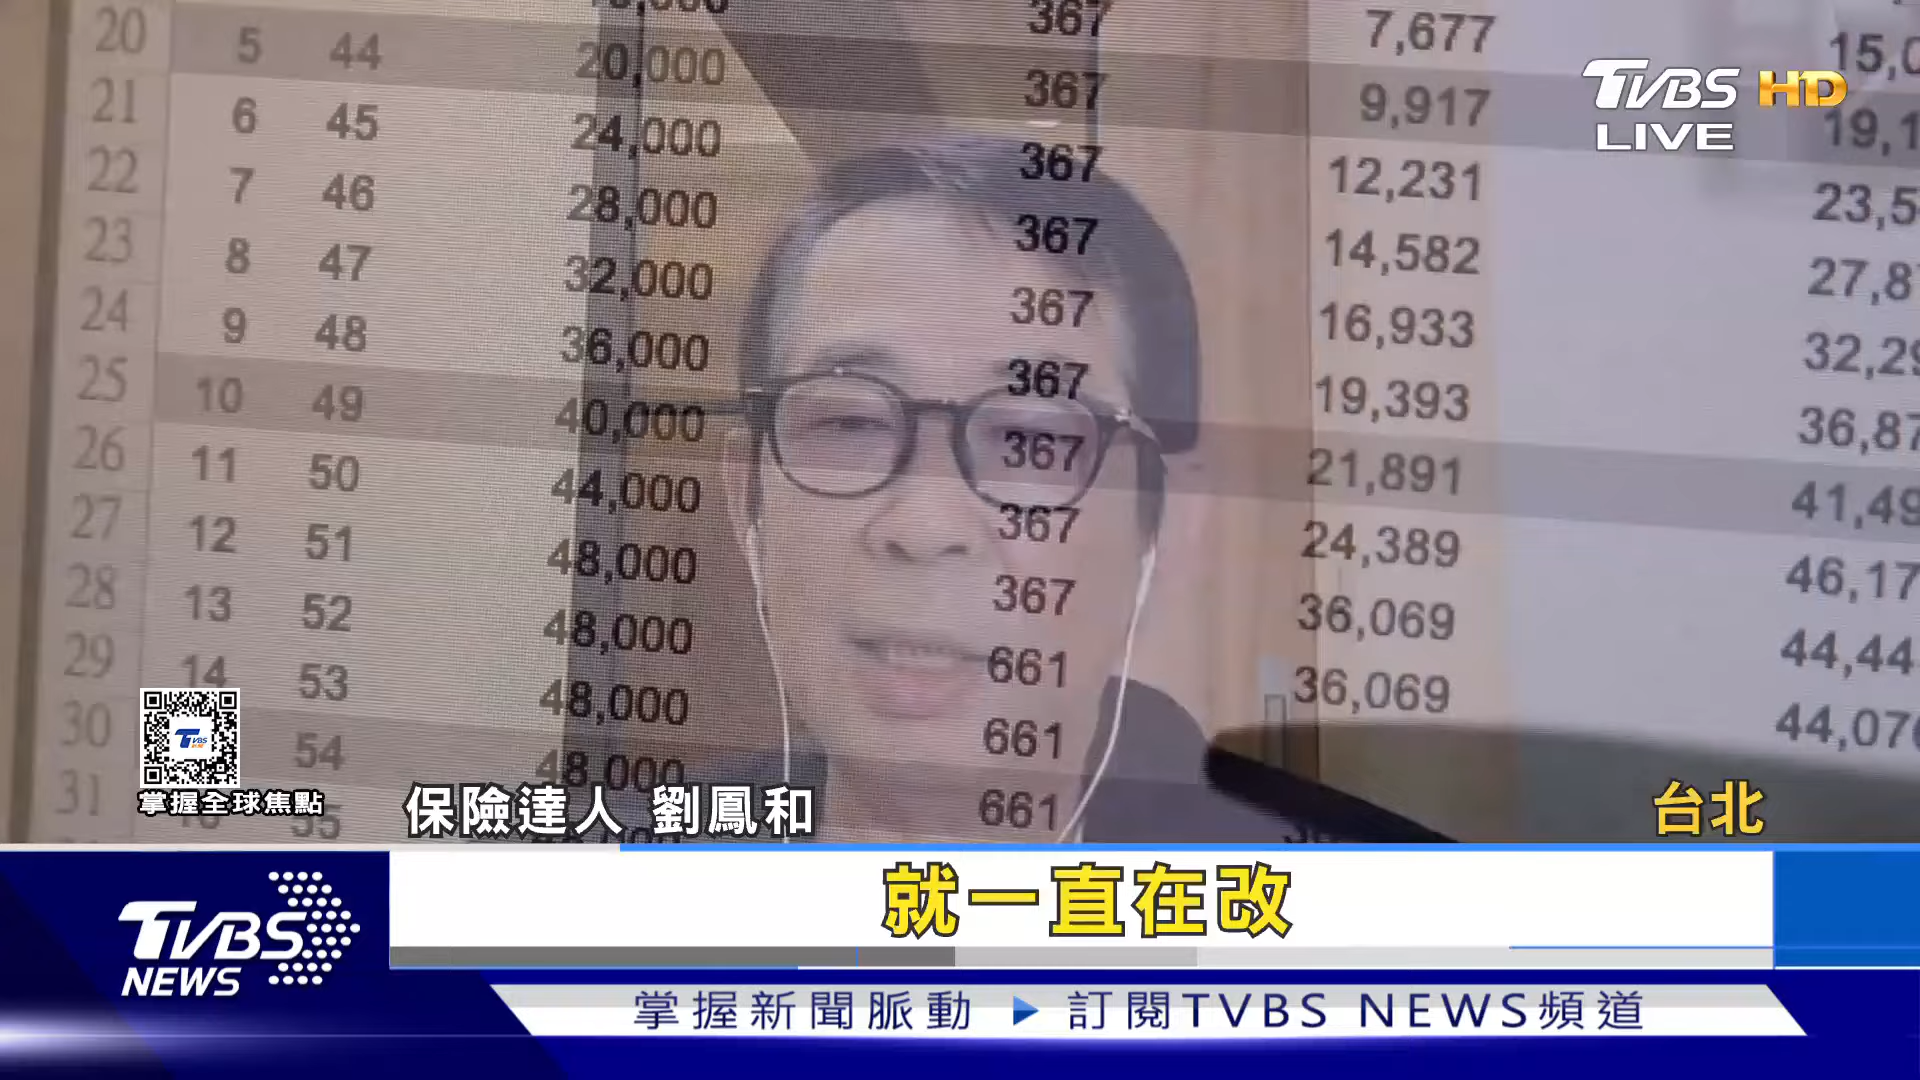 367 7,677
20 5 44 20,000 367 9,917
21 6 45 24,000 367 12,231
22 7 46 28,000 367 14,582
23 8 47 32,000 367 16,933
24 9 48 36,000 367 19,393
25 10 49 40,000 367 21,891
26 11 50 44,000 367 24,389
27 12 51 48,000 367 36,069
28 13 52 48,000 661 36,069
29 14 53 48,000 661
30 54 48,000 661
31 55
TVBS HD
LIVE
TVBS
掌握全球焦點
保險達人 劉鳳和
台北
就一直在改
TVBS
NEWS
掌握新聞脈動 訂閱TVBS NEWS頻道